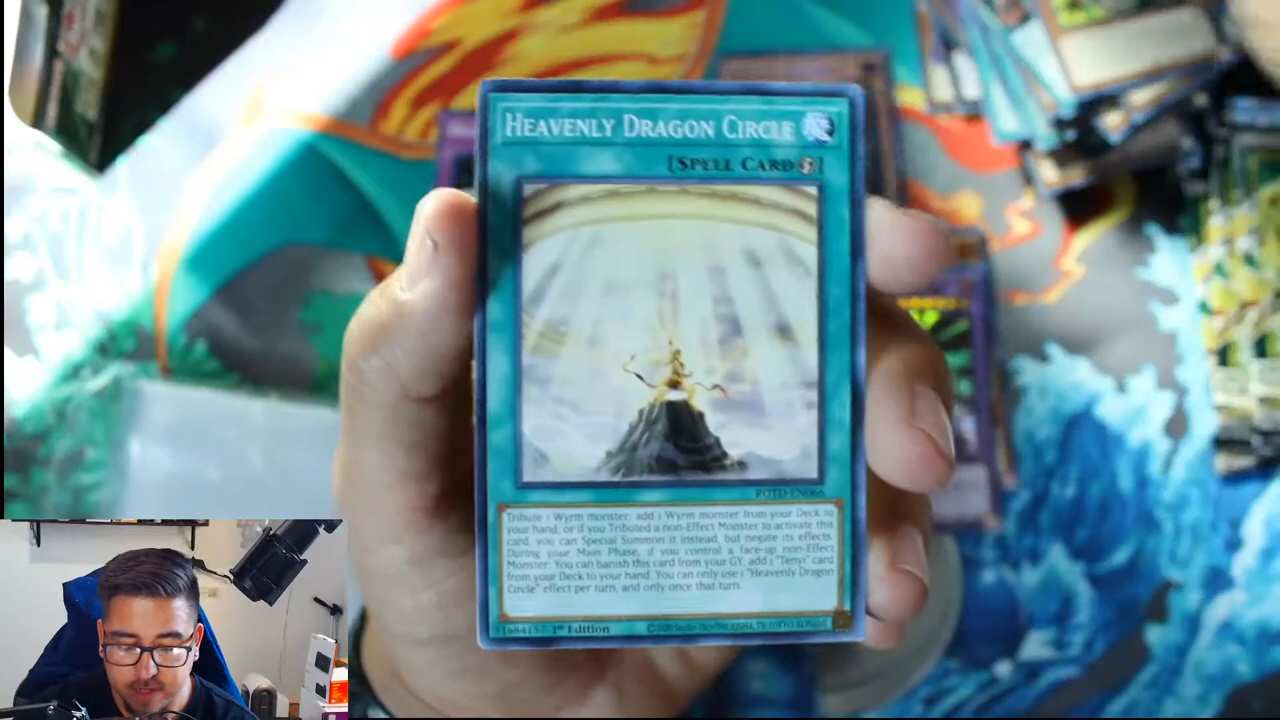 HEAVENLY DRAGON CIRCLE
[SPELL CARD]
ROTD-EN066
Tribute 1 Wyrm monster; add 1 Wyrm monster from your Deck to
your hand, or if you Tributed a non-Effect Monster to activate this
card, you can Special Summon it instead, but negate its effects.
During your Main Phase, if you control a face-up non-Effect
Monster: You can banish this card from your GY; add 1 "Tenyi" card
from your Deck to your hand. You can only use 1 "Heavenly Dragon
Circle" effect per turn, and only once that turn.
1st Edition